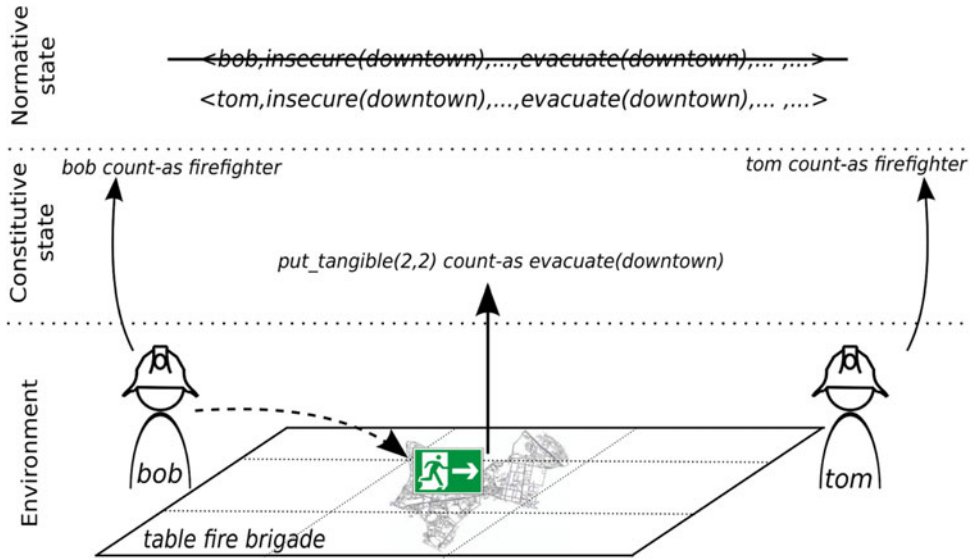 Normative
state
<bob,insecure(downtown),...,evacuate(downtown),... ,...>
<tom,insecure(downtown),...,evacuate(downtown),... ,...>
Constitutive
state
bob count-as firefighter
tom count-as firefighter
put_tangible(2,2) count-as evacuate(downtown)
Environment
bob
tom
table fire brigade